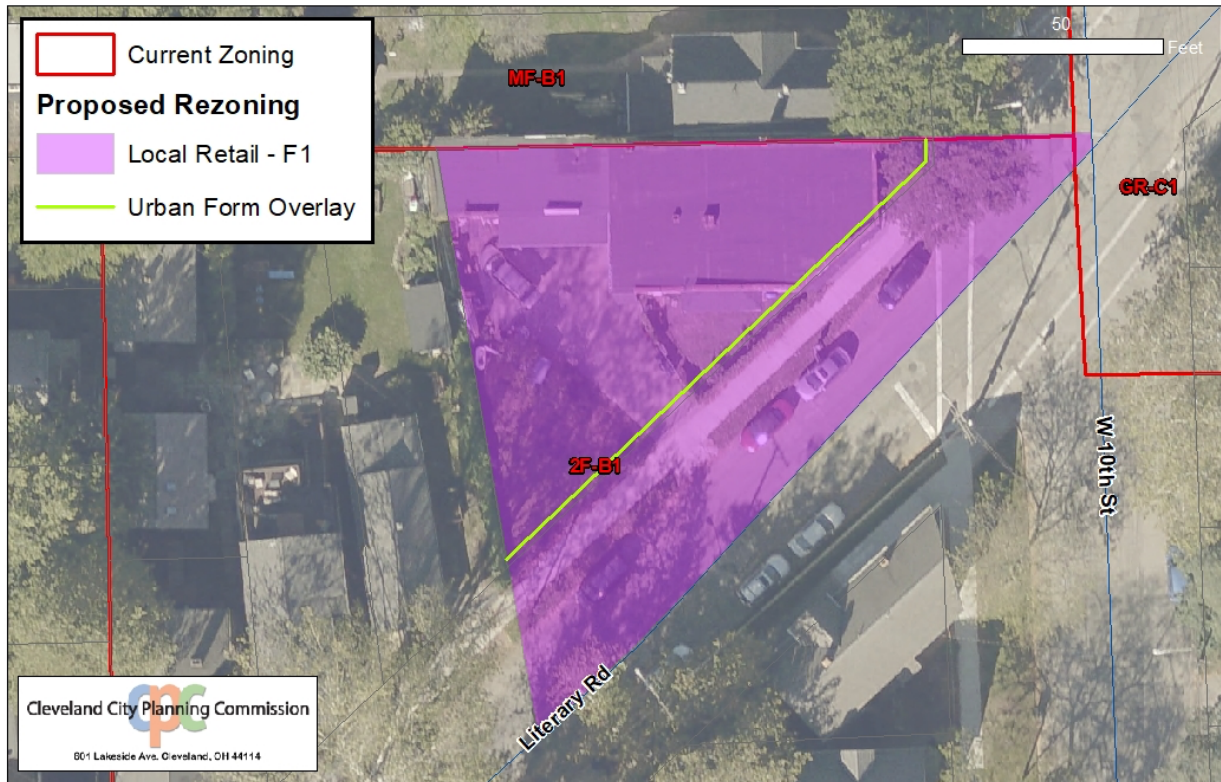 Current Zoning
Proposed Rezoning
Local Retail - F1
Urban Form Overlay
50
Feet
MF-B1
GR-C1
2F-B1
W 10th St
Literary Rd
cpc
Cleveland City Planning Commission
601 Lakeside Ave. Cleveland, OH 44114